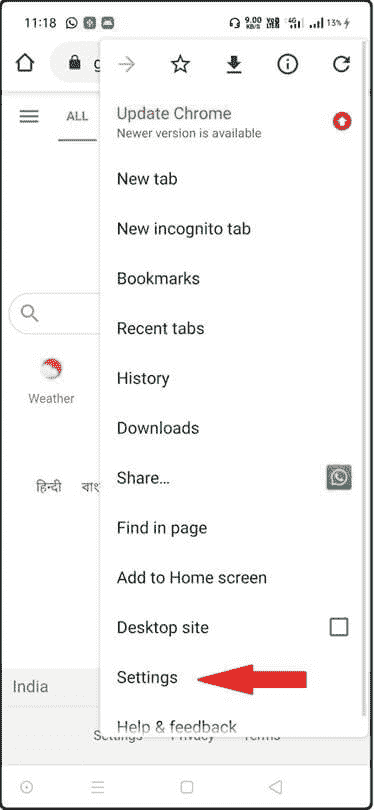 11:18 9.00 KB/S 4G 13%
g
Update Chrome
Newer version is available
ALL
New tab
New incognito tab
Bookmarks
Recent tabs
History
Weather
Downloads
Share...
हिन्दी বাং
Find in page
Add to Home screen
Desktop site
Settings
India
Help & feedback
Settings Privacy Terms